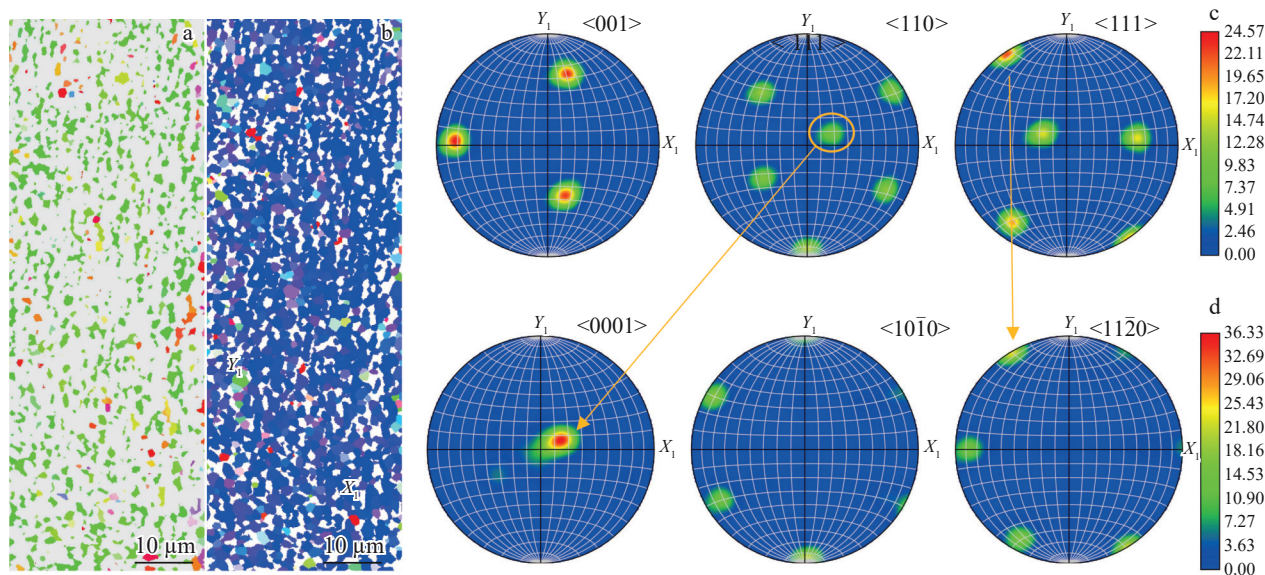 a
b
Y₁
X₁
10 μm
10 μm
Y₁ <001>
X₁
Y₁ <110>
X₁
Y₁ <111>
X₁
c
24.57
22.11
19.65
17.20
14.74
12.28
9.83
7.37
4.91
2.46
0.00
Y₁ <0001>
X₁
Y₁ <101̄0>
X₁
Y₁ <112̄0>
X₁
d
36.33
32.69
29.06
25.43
21.80
18.16
14.53
10.90
7.27
3.63
0.00